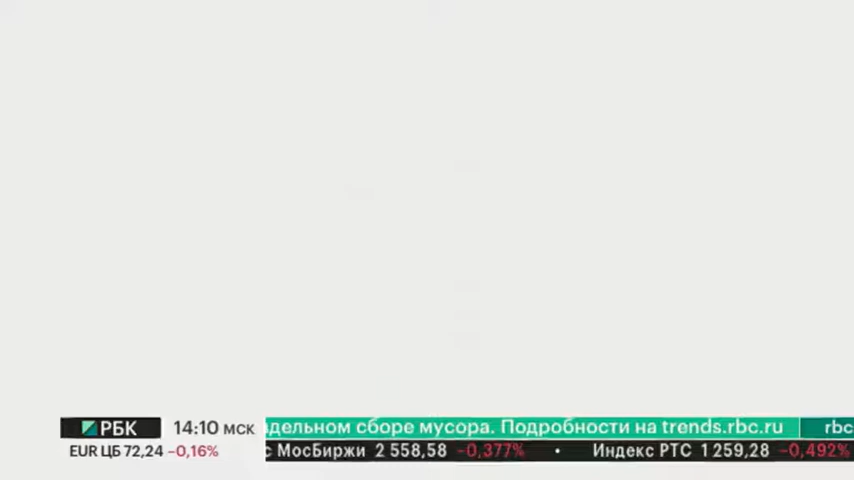 РБК 14:10 МСК адельном сборе мусора. Подробности на trends.rbc.ru rbc
EUR ЦБ 72,24 -0,16% с МосБиржи 2 558,58 -0,377% • Индекс РТС 1 259,28 -0,492%